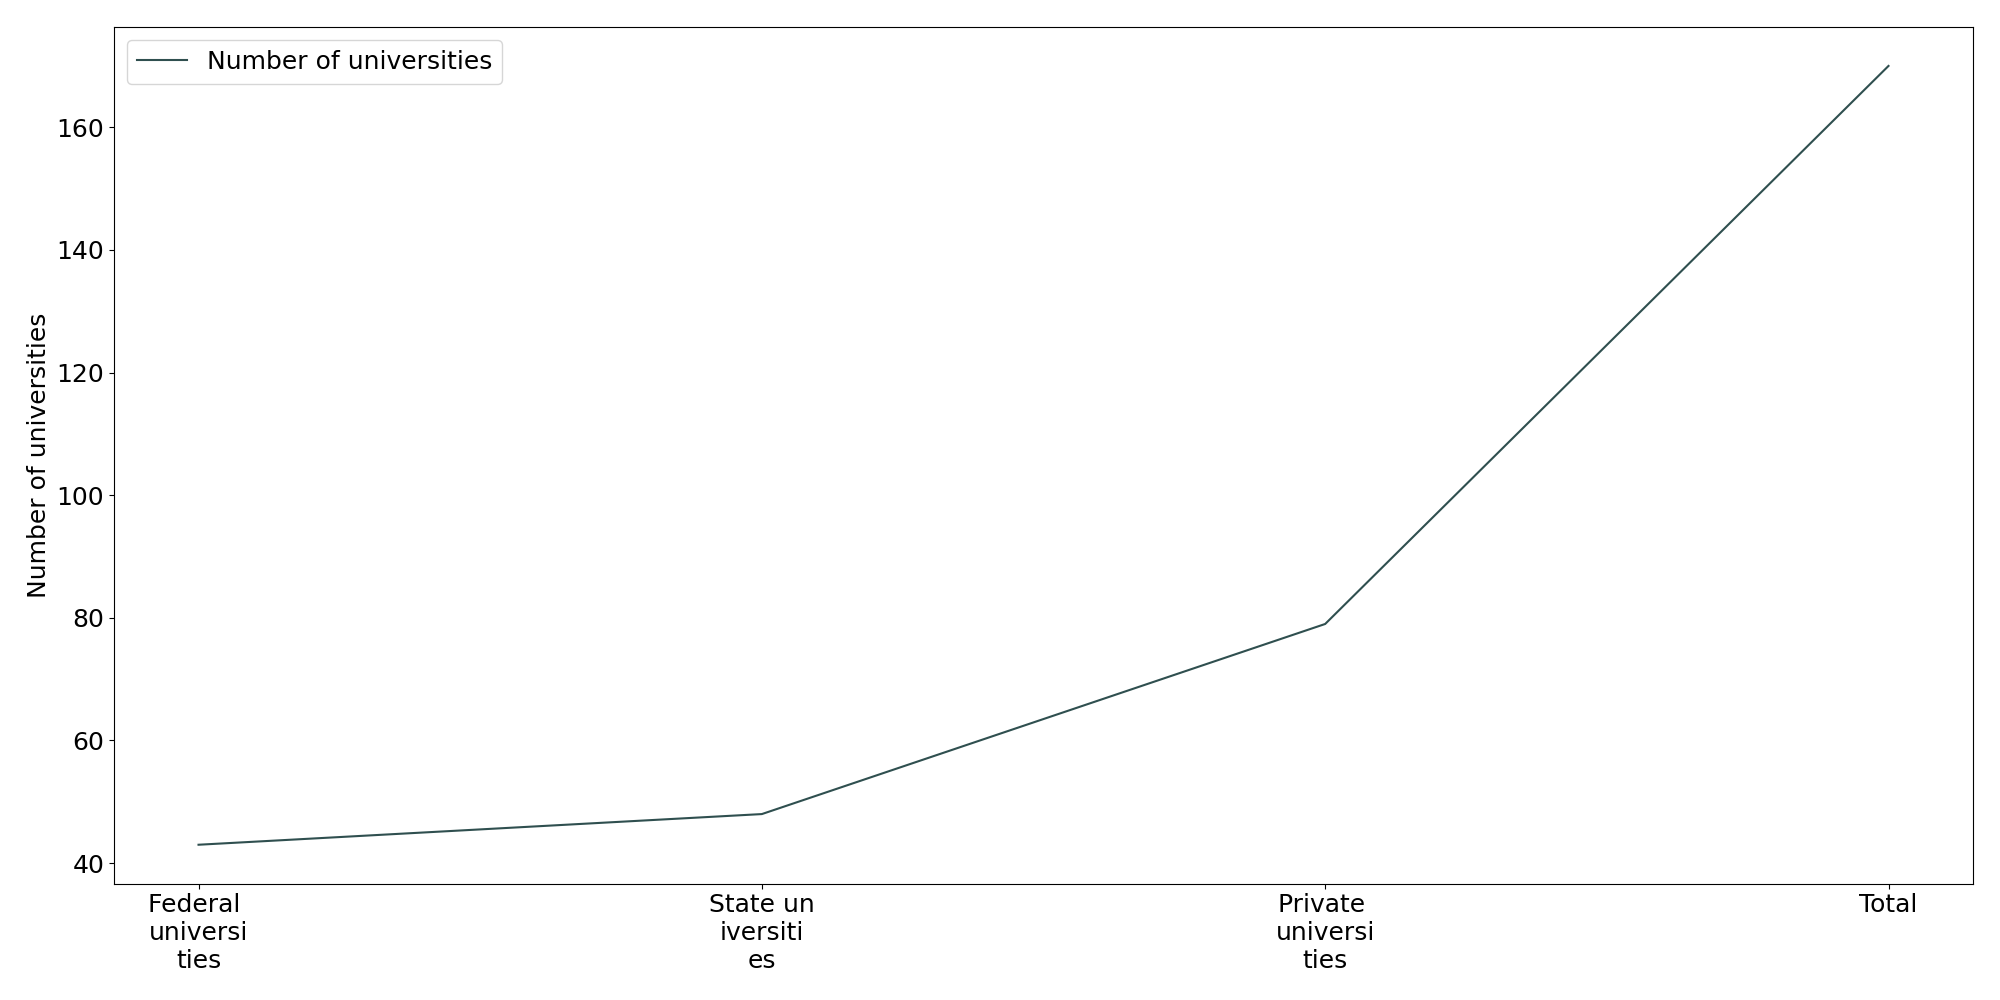 Number of universities
160
140
120
100
80
60
40
Number of universities
Federal
universi
ties
State un
iversiti
es
Private
universi
ties
Total